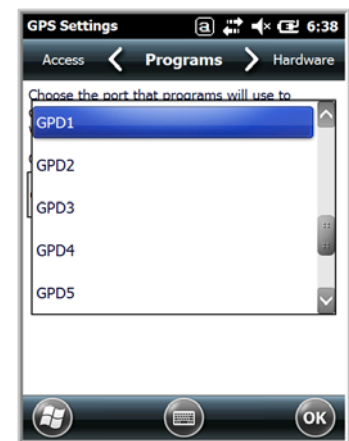 GPS Settings a 6:38
Access Programs Hardware
Choose the port that programs will use to
GPD1
GPD2
GPD3
GPD4
GPD5
OK